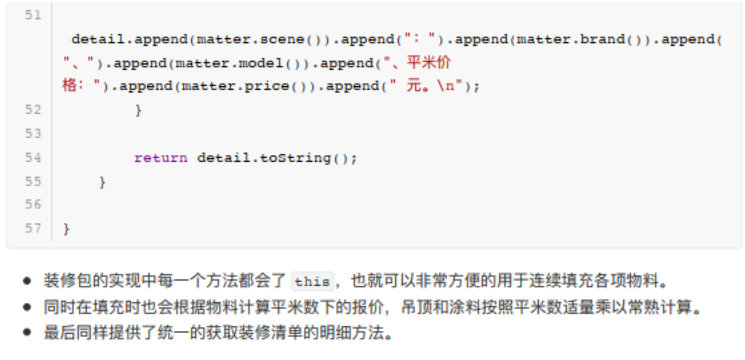 51
detail.append(matter.scene()).append("：").append(matter.brand()).append(
"、").append(matter.model()).append("、平米价
格：").append(matter.price()).append(" 元。\n");
52 }
53
54 return detail.toString();
55 }
56
57 }
● 装修包的实现中每一个方法都会了 this，也就可以非常方便的用于连续填充各项物料。
● 同时在填充时也会根据物料计算平米数下的报价，吊顶和涂料按照平米数适量乘以常熟计算。
● 最后同样提供了统一的获取装修清单的明细方法。